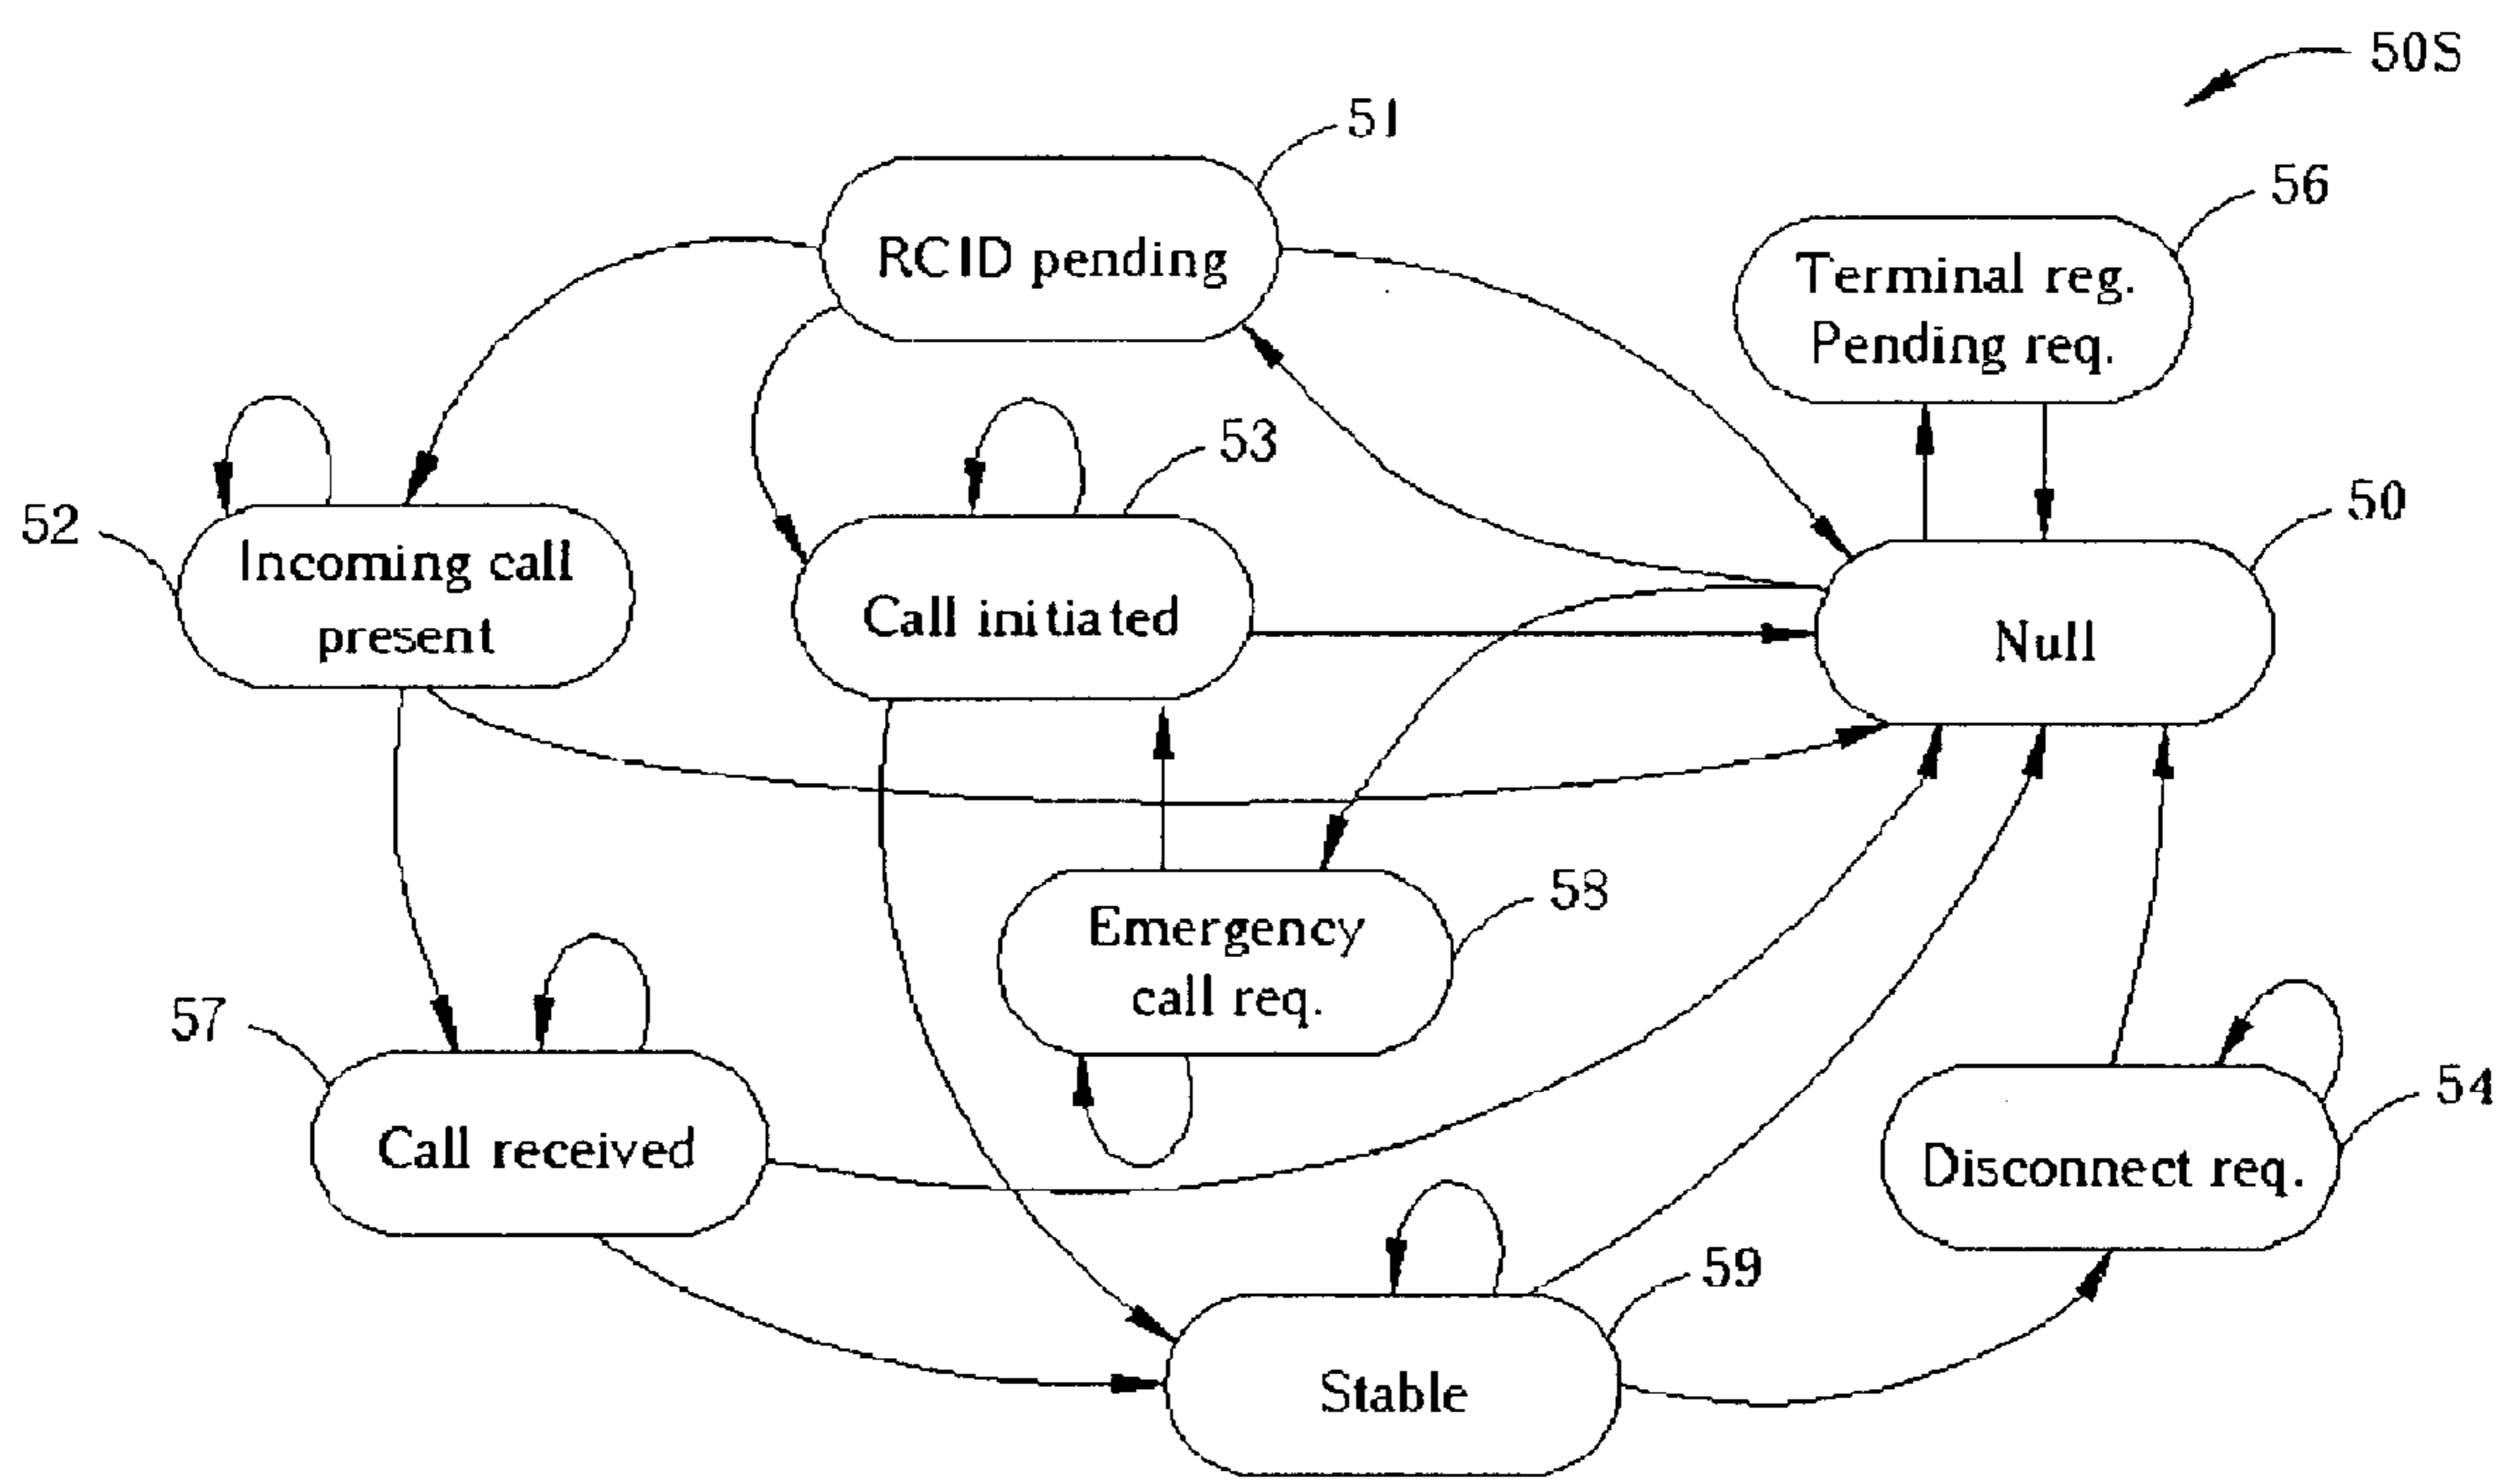 50S
51
RCID pending
56
Terminal reg.
Pending req.
53
52
Incoming call
present
Call initiated
50
Null
58
Emergency
call req.
57
Call received
54
Disconnect req.
59
Stable